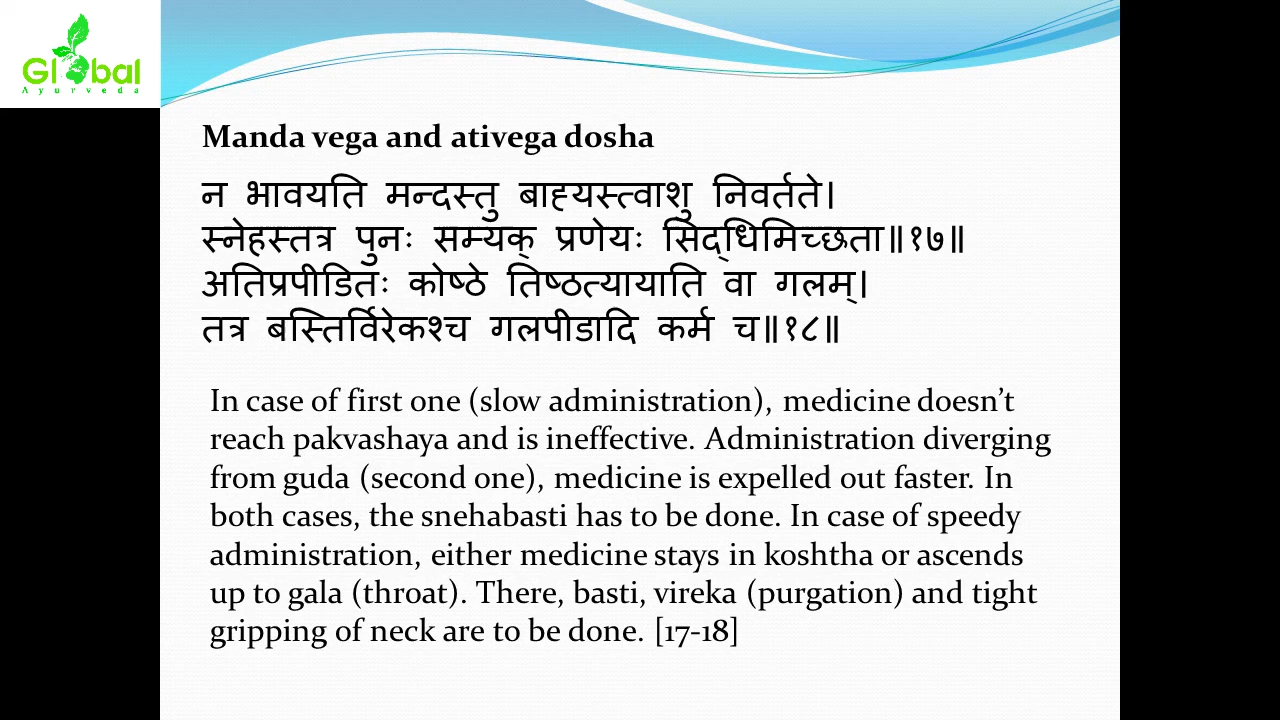 Global
Ayurveda
Manda vega and ativega dosha
न भावयति मन्दस्तु बाह्यस्त्वाशु निवर्तते।
स्नेहस्तत्र पुनः सम्यक् प्रणेयः सिद्धिमिच्छता॥१७॥
अतिप्रपीडितः कोष्ठे तिष्ठत्यायाति वा गलम्।
तत्र बस्तिर्विरेकश्च गलपीडादि कर्म च॥१८॥
In case of first one (slow administration), medicine doesn’t
reach pakvashaya and is ineffective. Administration diverging
from guda (second one), medicine is expelled out faster. In
both cases, the snehabasti has to be done. In case of speedy
administration, either medicine stays in koshtha or ascends
up to gala (throat). There, basti, vireka (purgation) and tight
gripping of neck are to be done. [17-18]